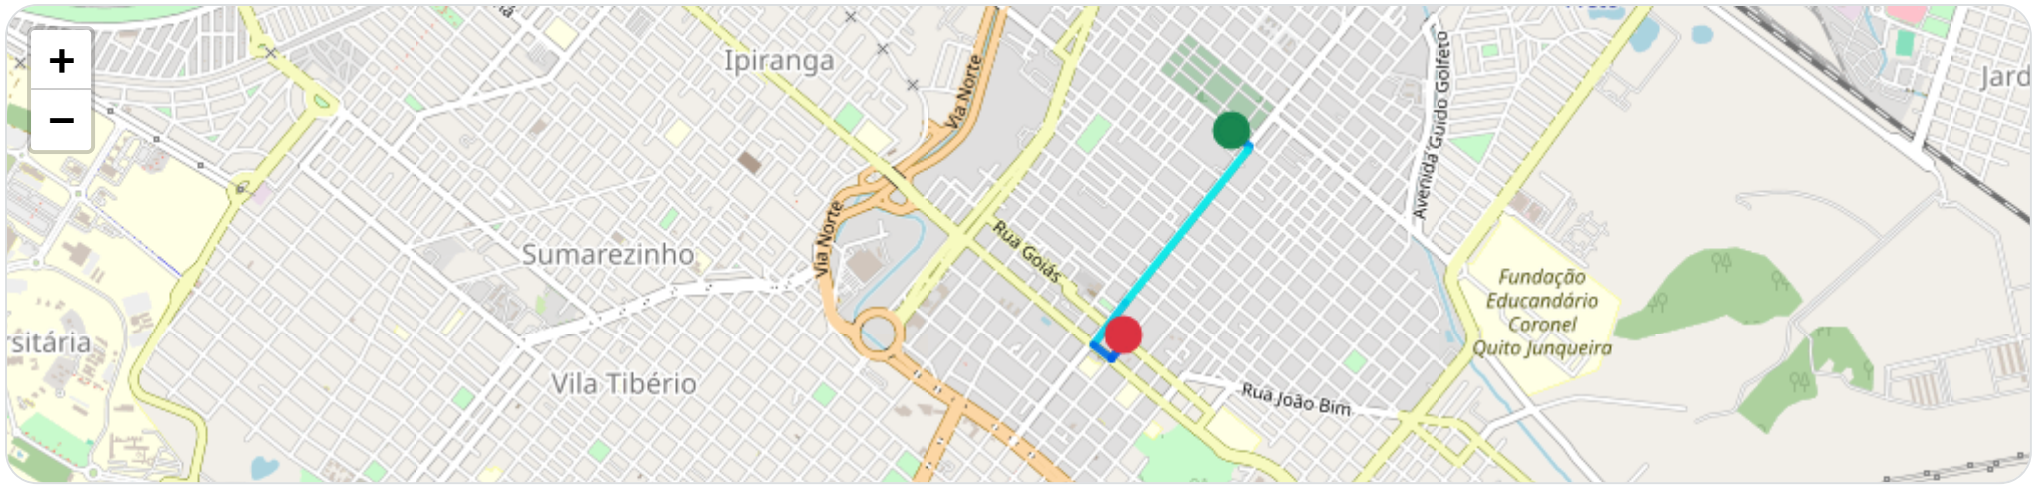 +
−
Ipiranga
Via Norte
Avenida Guido Golfeto
Jard
Via Norte
Rua Goiás
Sumarezinho
Fundação
Educandário
Coronel
Quito Junqueira
sitária
Vila Tibério
Rua João Bim